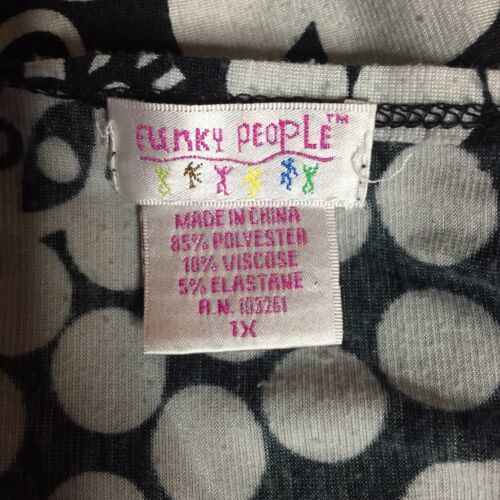 FUNKY PEOPLE™
MADE IN CHINA
85% POLYESTER
10% VISCOSE
5% ELASTANE
R.N. 103261
1X